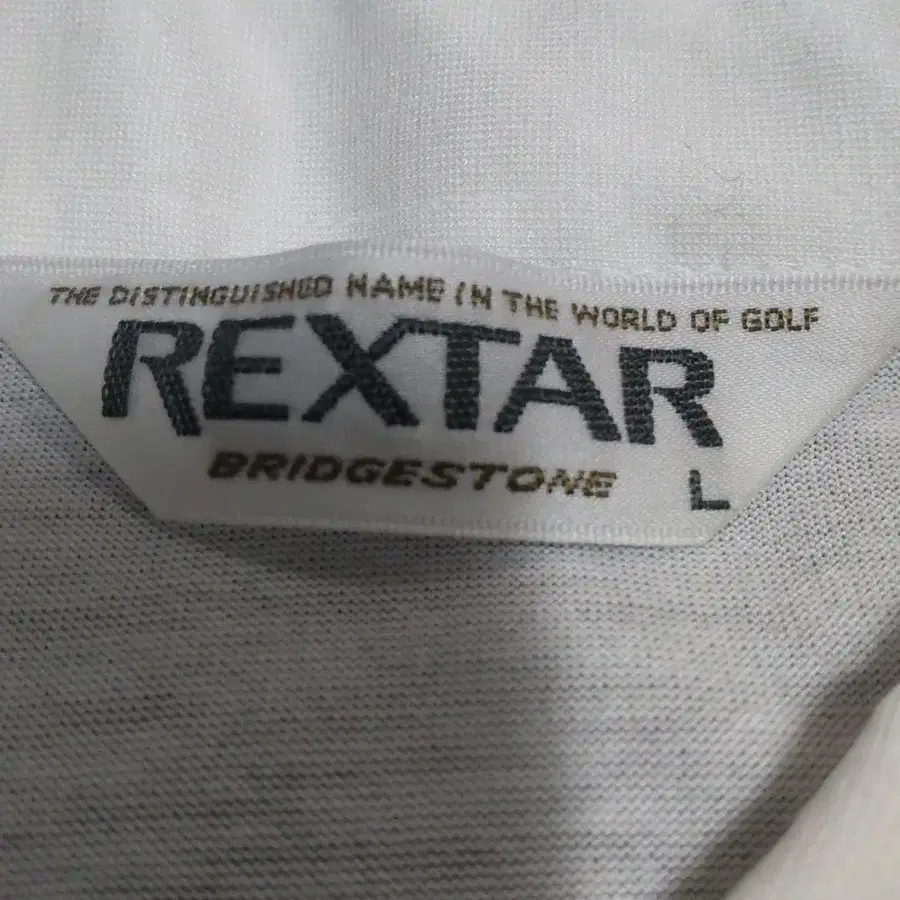 THE DISTINGUISHED NAME IN THE WORLD OF GOLF
REXTAR
BRIDGESTONE
L